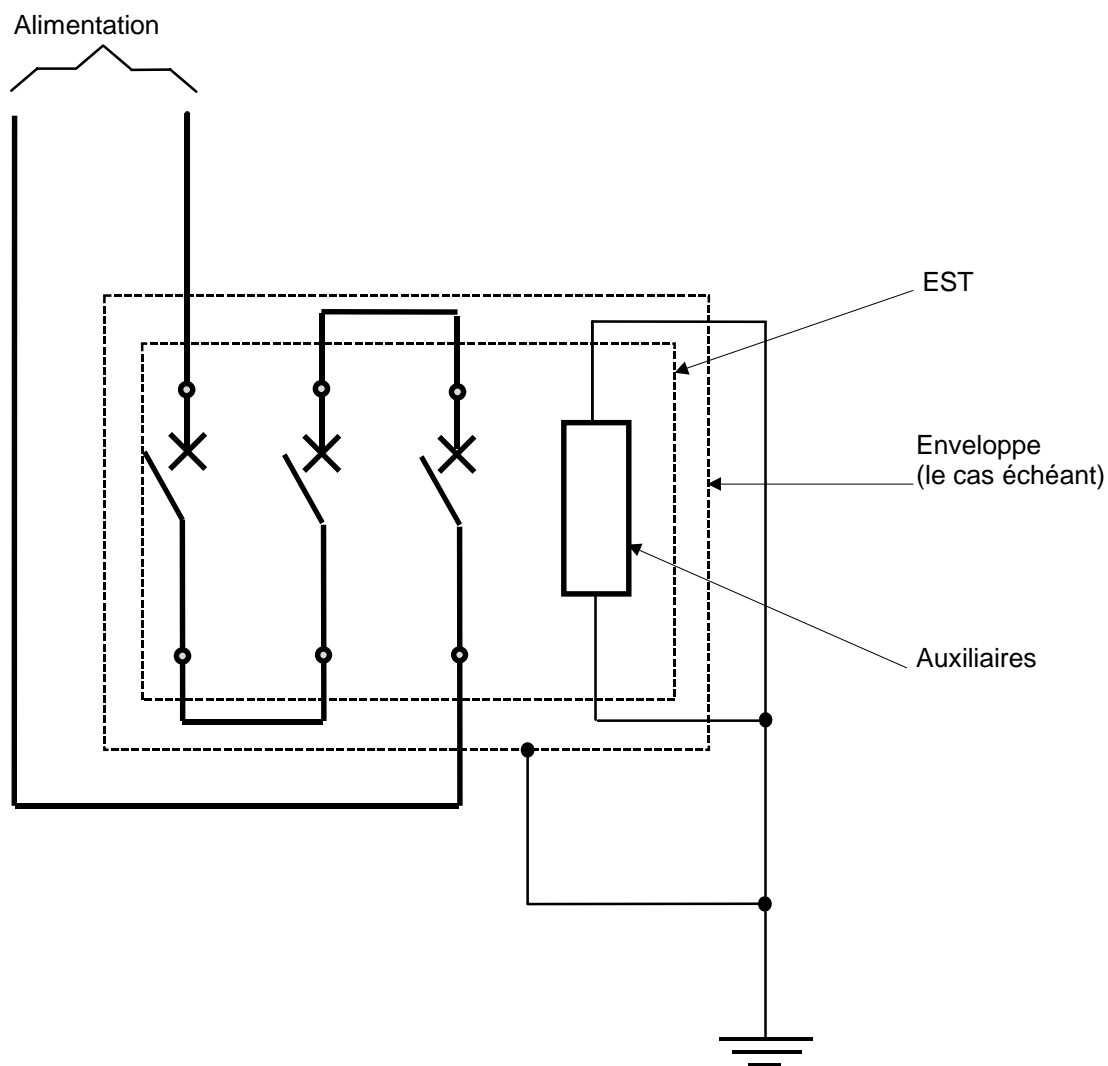 Alimentation
EST
Enveloppe
(le cas échéant)
Auxiliaires